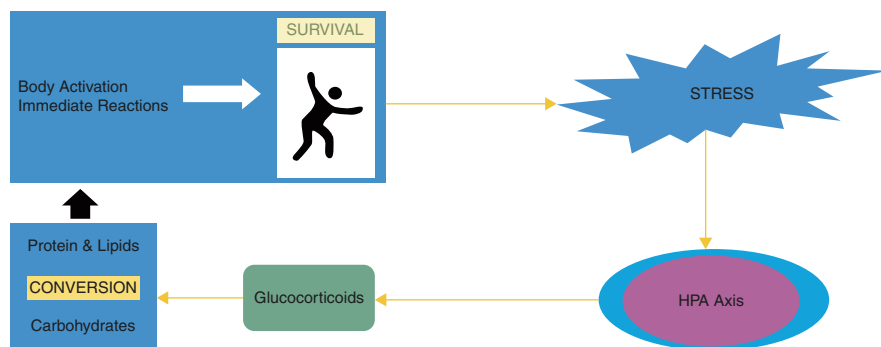 SURVIVAL
Body Activation
Immediate Reactions
STRESS
Protein & Lipids
CONVERSION
Carbohydrates
Glucocorticoids
HPA Axis